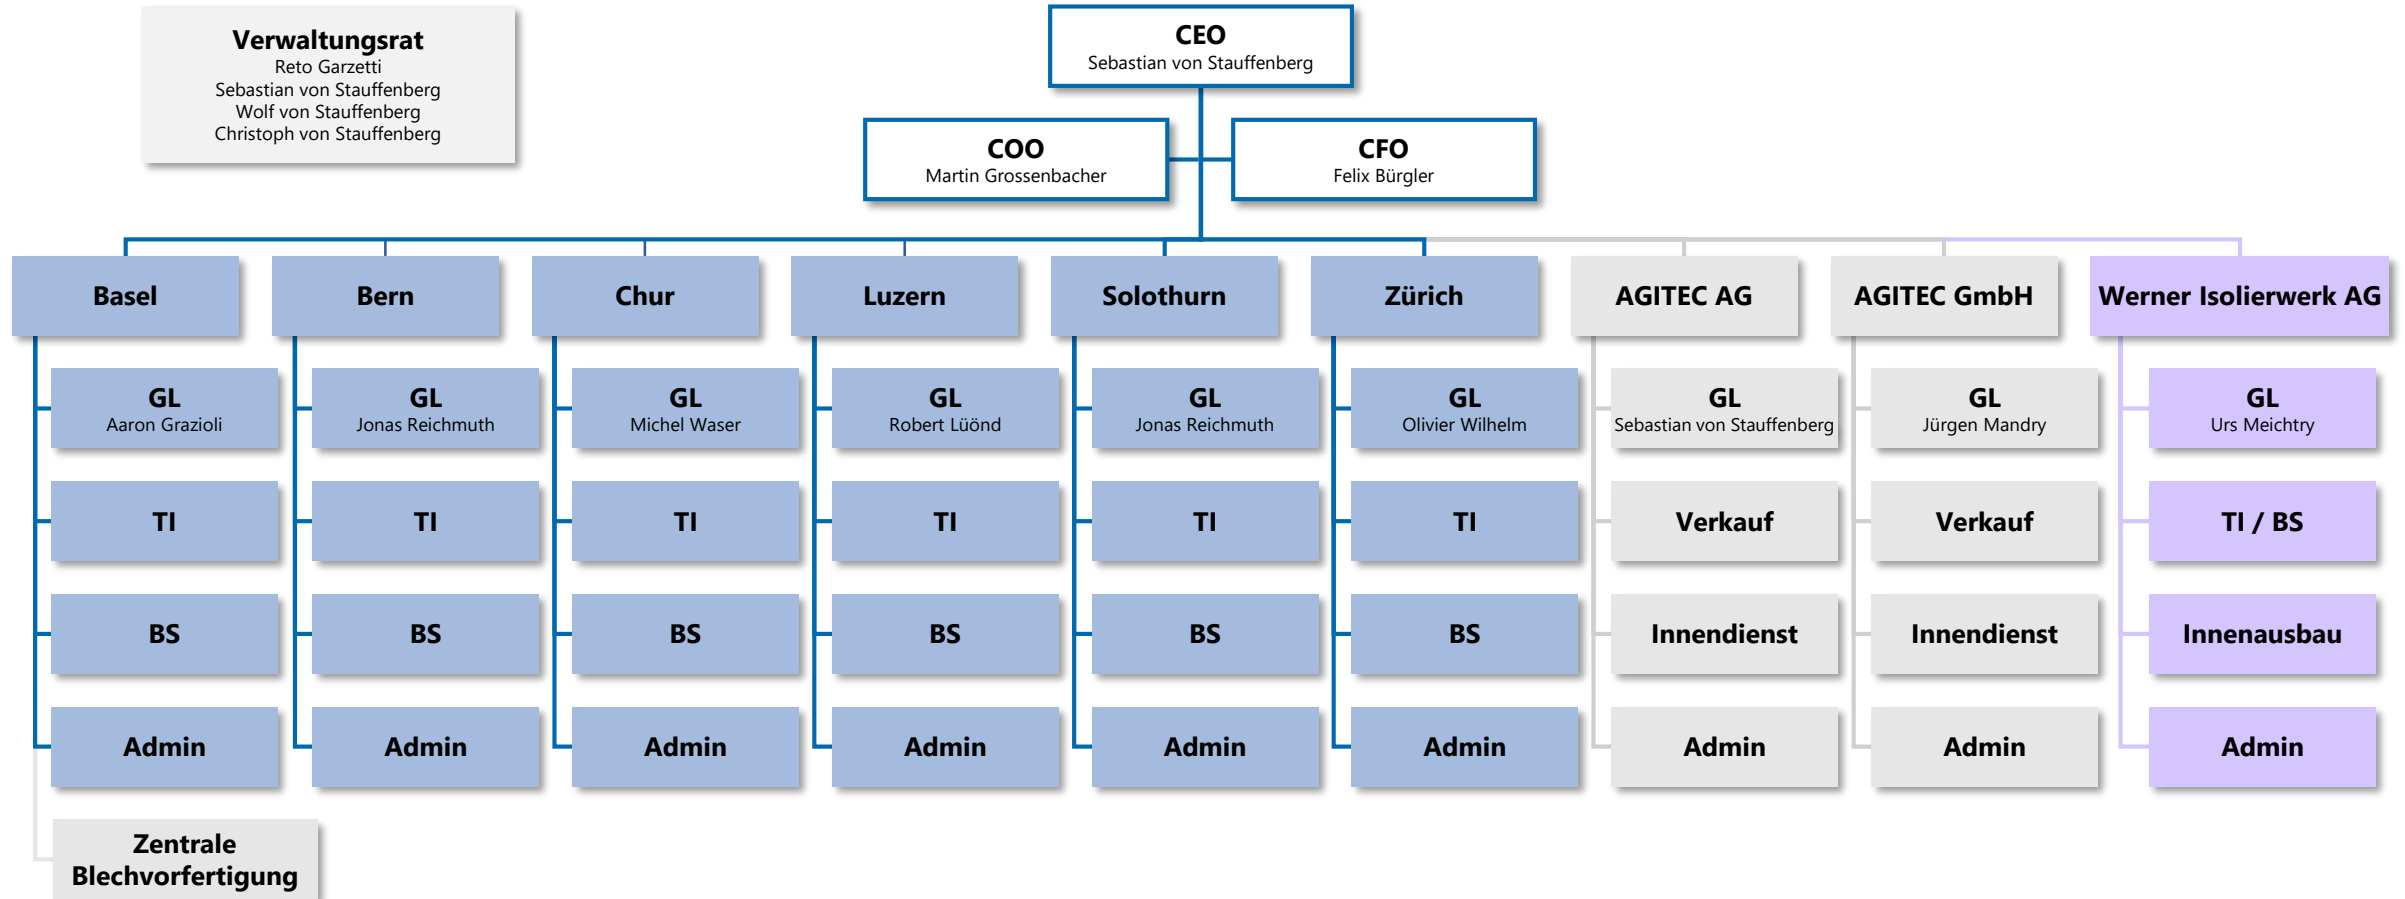 Verwaltungsrat
Reto Garzetti
Sebastian von Stauffenberg
Wolf von Stauffenberg
Christoph von Stauffenberg
CEO
Sebastian von Stauffenberg
COO
Martin Grossenbacher
CFO
Felix Bürgler
Basel
GL
Aaron Grazioli
TI
BS
Admin
Zentrale
Blechvorfertigung
Bern
GL
Jonas Reichmuth
TI
BS
Admin
Chur
GL
Michel Waser
TI
BS
Admin
Luzern
GL
Robert Lüönd
TI
BS
Admin
Solothurn
GL
Jonas Reichmuth
TI
BS
Admin
Zürich
GL
Olivier Wilhelm
TI
BS
Admin
AGITEC AG
GL
Sebastian von Stauffenberg
Verkauf
Innendienst
Admin
AGITEC GmbH
GL
Jürgen Mandry
Verkauf
Innendienst
Admin
Werner Isolierwerk AG
GL
Urs Meichtry
TI / BS
Innenausbau
Admin